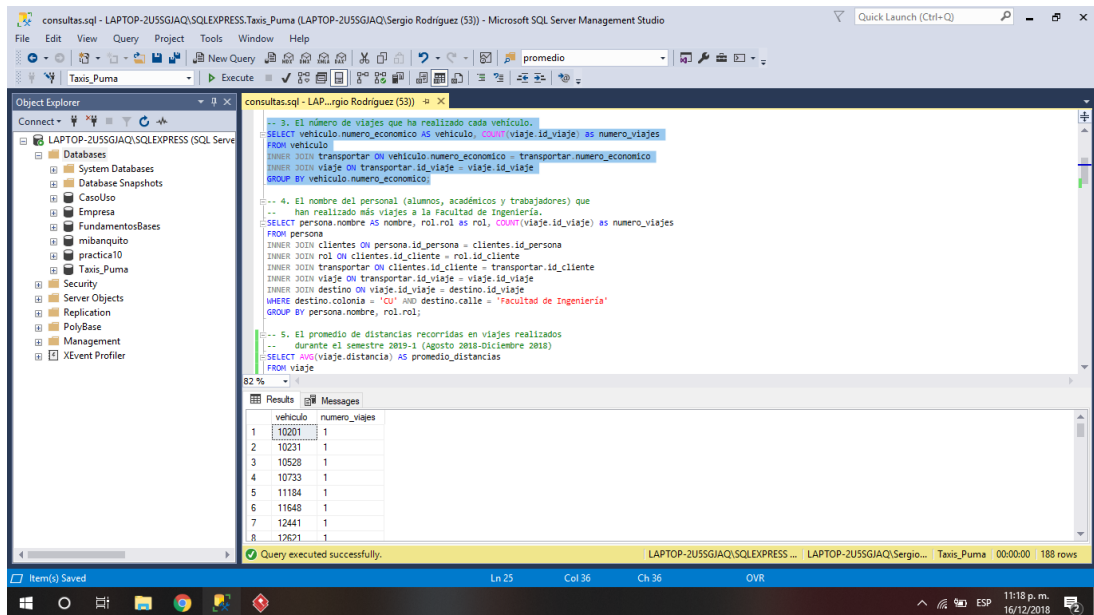 consultas.sql - LAPTOP-2U5SGJAQ\SQLEXPRESS.Taxis_Puma (LAPTOP-2U5SGJAQ\Sergio Rodríguez (53)) - Microsoft SQL Server Management Studio
Quick Launch (Ctrl+Q)
File Edit View Query Project Tools Window Help
New Query
promedio
Taxis_Puma
Execute
Object Explorer
Connect
LAPTOP-2U5SGJAQ\SQLEXPRESS (SQL Serve
Databases
System Databases
Database Snapshots
CasoUso
Empresa
FundamentosBases
mibanquito
practica10
Taxis_Puma
Security
Server Objects
Replication
PolyBase
Management
XEvent Profiler
consultas.sql - LAP...rgio Rodríguez (53))
-- 3. El número de viajes que ha realizado cada vehículo.
SELECT vehiculo.numero_economico AS vehiculo, COUNT(viaje.id_viaje) as numero_viajes
FROM vehiculo
INNER JOIN transportar ON vehiculo.numero_economico = transportar.numero_economico
INNER JOIN viaje ON transportar.id_viaje = viaje.id_viaje
GROUP BY vehiculo.numero_economico;
-- 4. El nombre del personal (alumnos, académicos y trabajadores) que
-- han realizado más viajes a la Facultad de Ingeniería.
SELECT persona.nombre AS nombre, rol.rol as rol, COUNT(viaje.id_viaje) as numero_viajes
FROM persona
INNER JOIN clientes ON persona.id_persona = clientes.id_persona
INNER JOIN rol ON clientes.id_cliente = rol.id_cliente
INNER JOIN transportar ON clientes.id_cliente = transportar.id_cliente
INNER JOIN viaje ON transportar.id_viaje = viaje.id_viaje
INNER JOIN destino ON viaje.id_viaje = destino.id_viaje
WHERE destino.colonia = 'CU' AND destino.calle = 'Facultad de Ingeniería'
GROUP BY persona.nombre, rol.rol;
-- 5. El promedio de distancias recorridas en viajes realizados
-- durante el semestre 2019-1 (Agosto 2018-Diciembre 2018)
SELECT AVG(viaje.distancia) AS promedio_distancias
FROM viaje
82 %
Results Messages
vehiculo numero_viajes
1 10201 1
2 10231 1
3 10528 1
4 10733 1
5 11184 1
6 11648 1
7 12441 1
8 12621 1
Query executed successfully.
LAPTOP-2U5SGJAQ\SQLEXPRESS ... LAPTOP-2U5SGJAQ\Sergio... Taxis_Puma 00:00:00 188 rows
Item(s) Saved Ln 25 Col 36 Ch 36 OVR
ESP
11:18 p. m.
16/12/2018
2